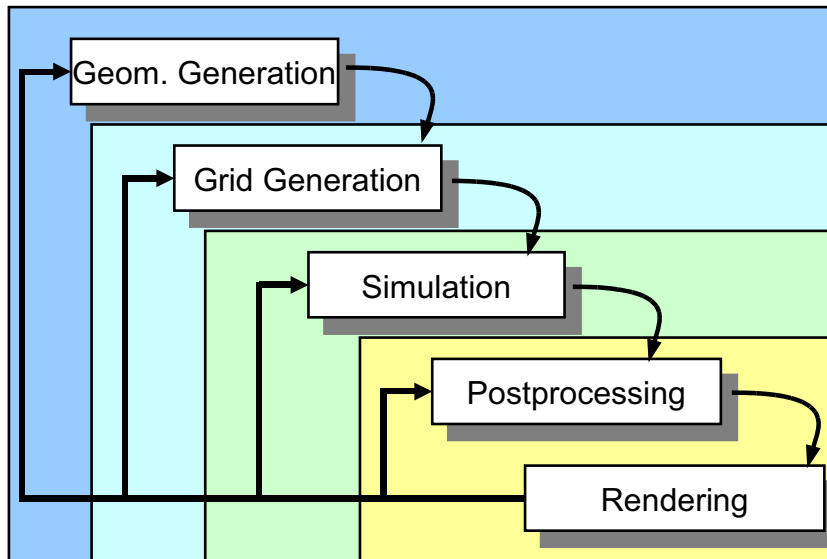 Geom. Generation
Grid Generation
Simulation
Postprocessing
Rendering